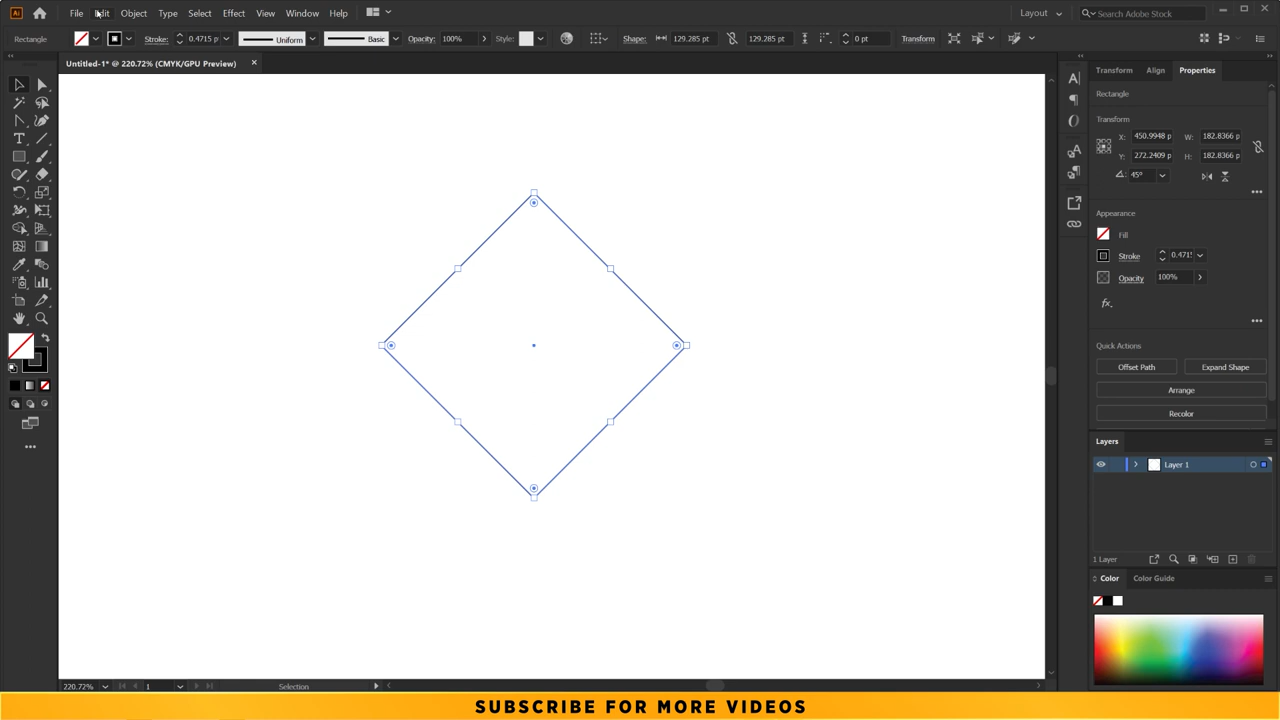 Ai File Edit Object Type Select Effect View Window Help Layout Search Adobe Stock
Rectangle Stroke: 0.4715 p Uniform Basic Opacity: 100% Style: Shape: 129.285 pt 129.285 pt 0 pt Transform
Untitled-1* @ 220.72% (CMYK/GPU Preview)
Transform Align Properties
Rectangle
Transform
X: 450.9948 p W: 182.8366 p
Y: 272.2409 p H: 182.8366 p
45°
Appearance
Fill
Stroke 0.471!
Opacity 100%
fx.
Quick Actions
Offset Path Expand Shape
Arrange
Recolor
Layers
Layer 1
1 Layer
Color Color Guide
220.72% 1 Selection
SUBSCRIBE FOR MORE VIDEOS